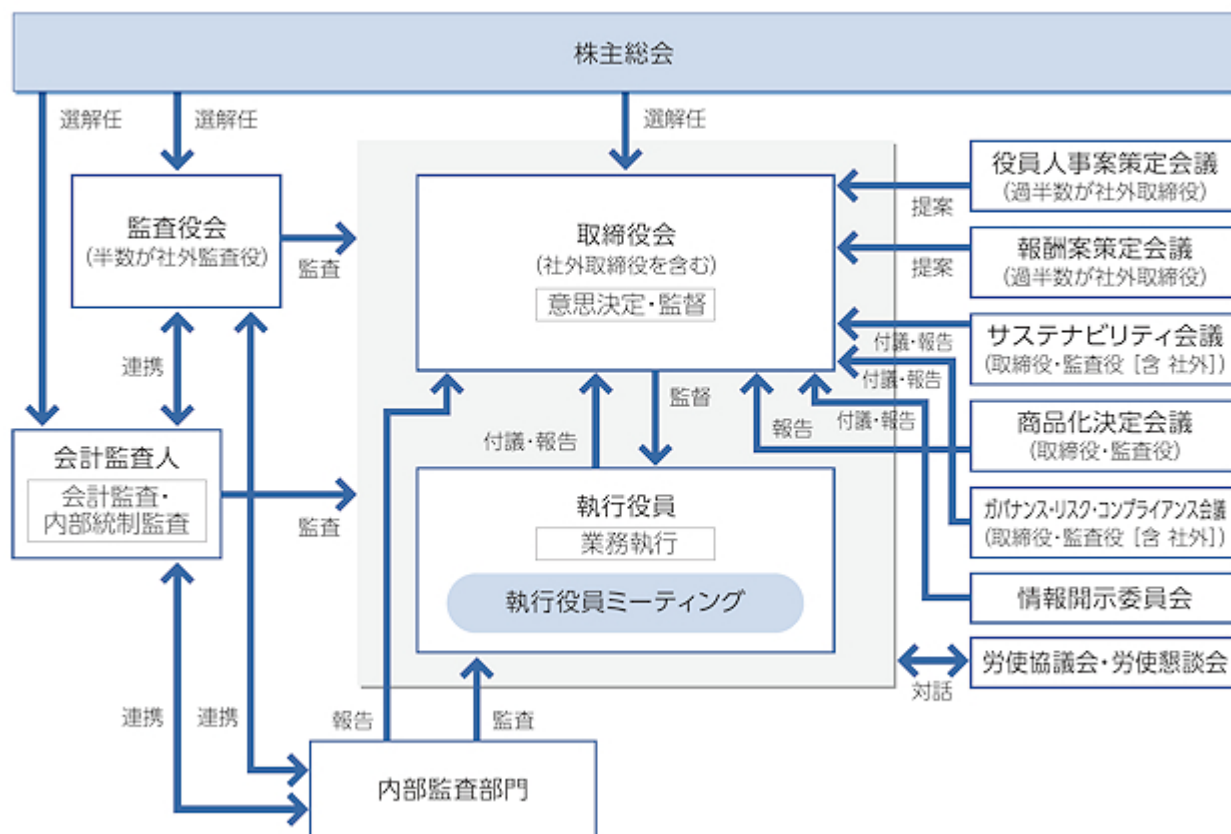 株主総会
選解任
選解任
選解任
監査役会
(半数が社外監査役)
監査
取締役会
(社外取締役を含む)
意思決定・監督
役員人事案策定会議
(過半数が社外取締役)
提案
報酬案策定会議
(過半数が社外取締役)
提案
サステナビリティ会議
(取締役・監査役 [含 社外])
付議・報告
付議・報告
連携
監督
付議・報告
報告
付議・報告
商品化決定会議
(取締役・監査役)
会計監査人
会計監査・
内部統制監査
監査
執行役員
業務執行
執行役員ミーティング
ガバナンス・リスク・コンプライアンス会議
(取締役・監査役 [含 社外])
情報開示委員会
労使協議会・労使懇談会
対話
連携
連携
報告
監査
内部監査部門